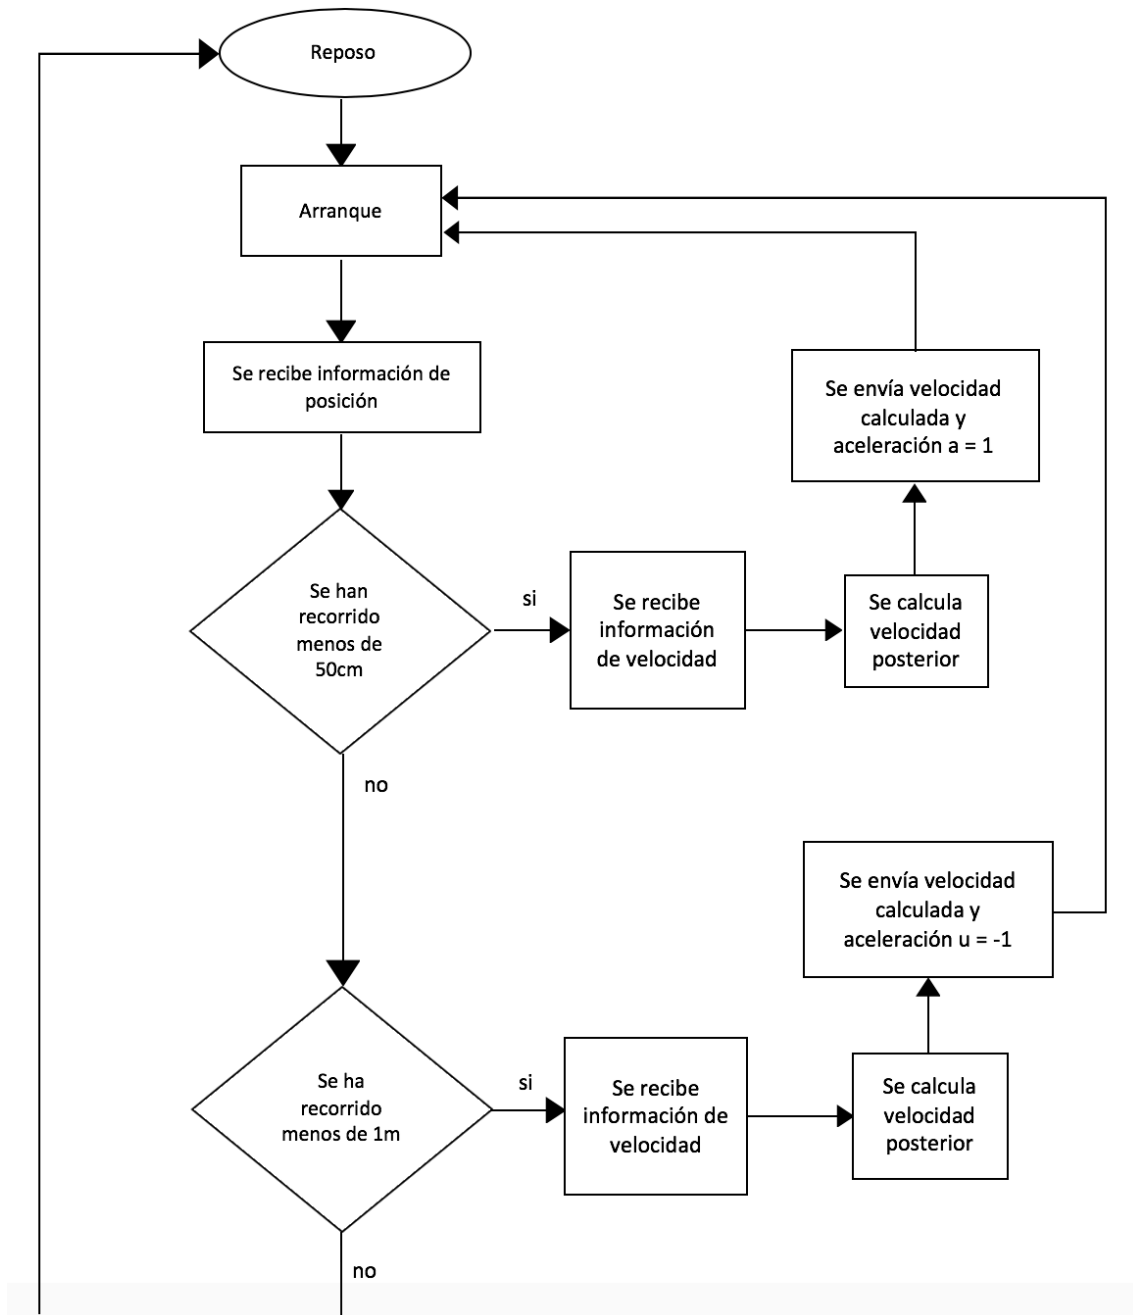 Reposo
Arranque
Se recibe información de
posición
Se envía velocidad
calculada y
aceleración a = 1
Se han
recorrido
menos de
50cm
si
Se recibe
información
de velocidad
Se calcula
velocidad
posterior
no
Se envía velocidad
calculada y
aceleración u = -1
Se ha
recorrido
menos de 1m
si
Se recibe
información de
velocidad
Se calcula
velocidad
posterior
no